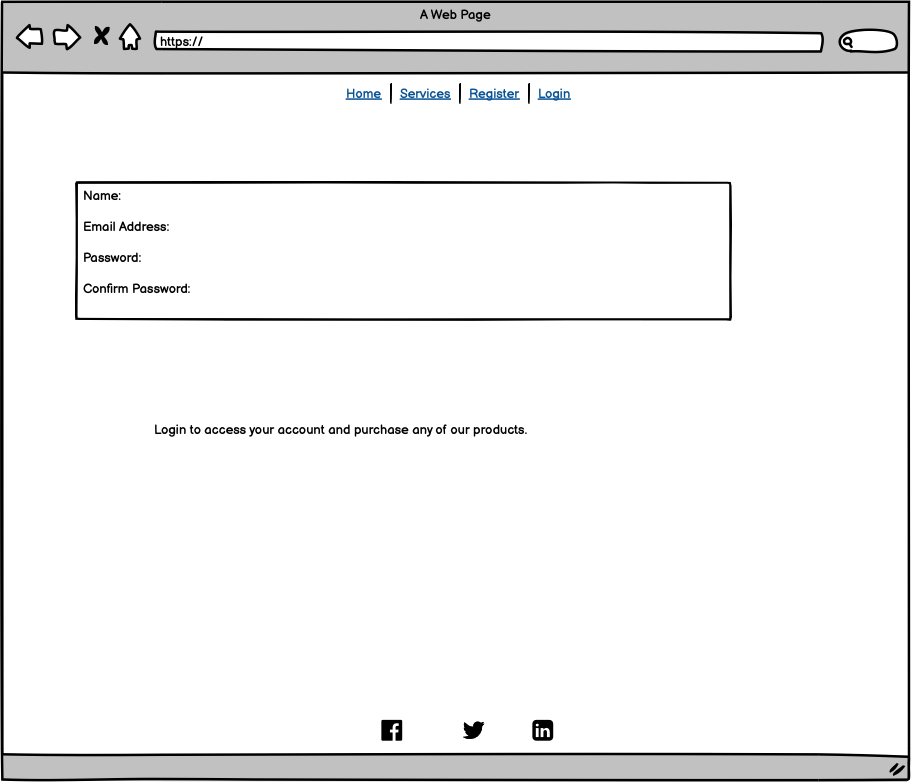 A Web Page
https://
Home Services Register Login
Name:
Email Address:
Password:
Confirm Password:
Login to access your account and purchase any of our products.